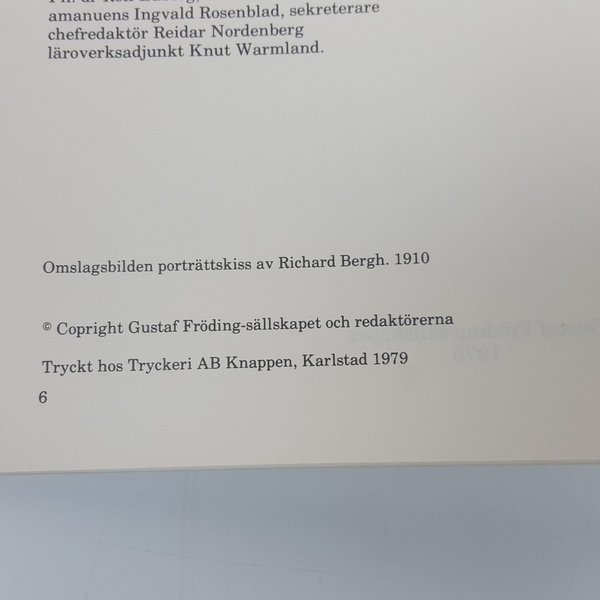 amanuens Ingvald Rosenblad, sekreterare
chefredaktör Reidar Nordenberg
läroverksadjunkt Knut Warmland.
Omslagsbilden porträttskiss av Richard Bergh. 1910
© Copright Gustaf Fröding-sällskapet och redaktörerna
Tryckt hos Tryckeri AB Knappen, Karlstad 1979
6